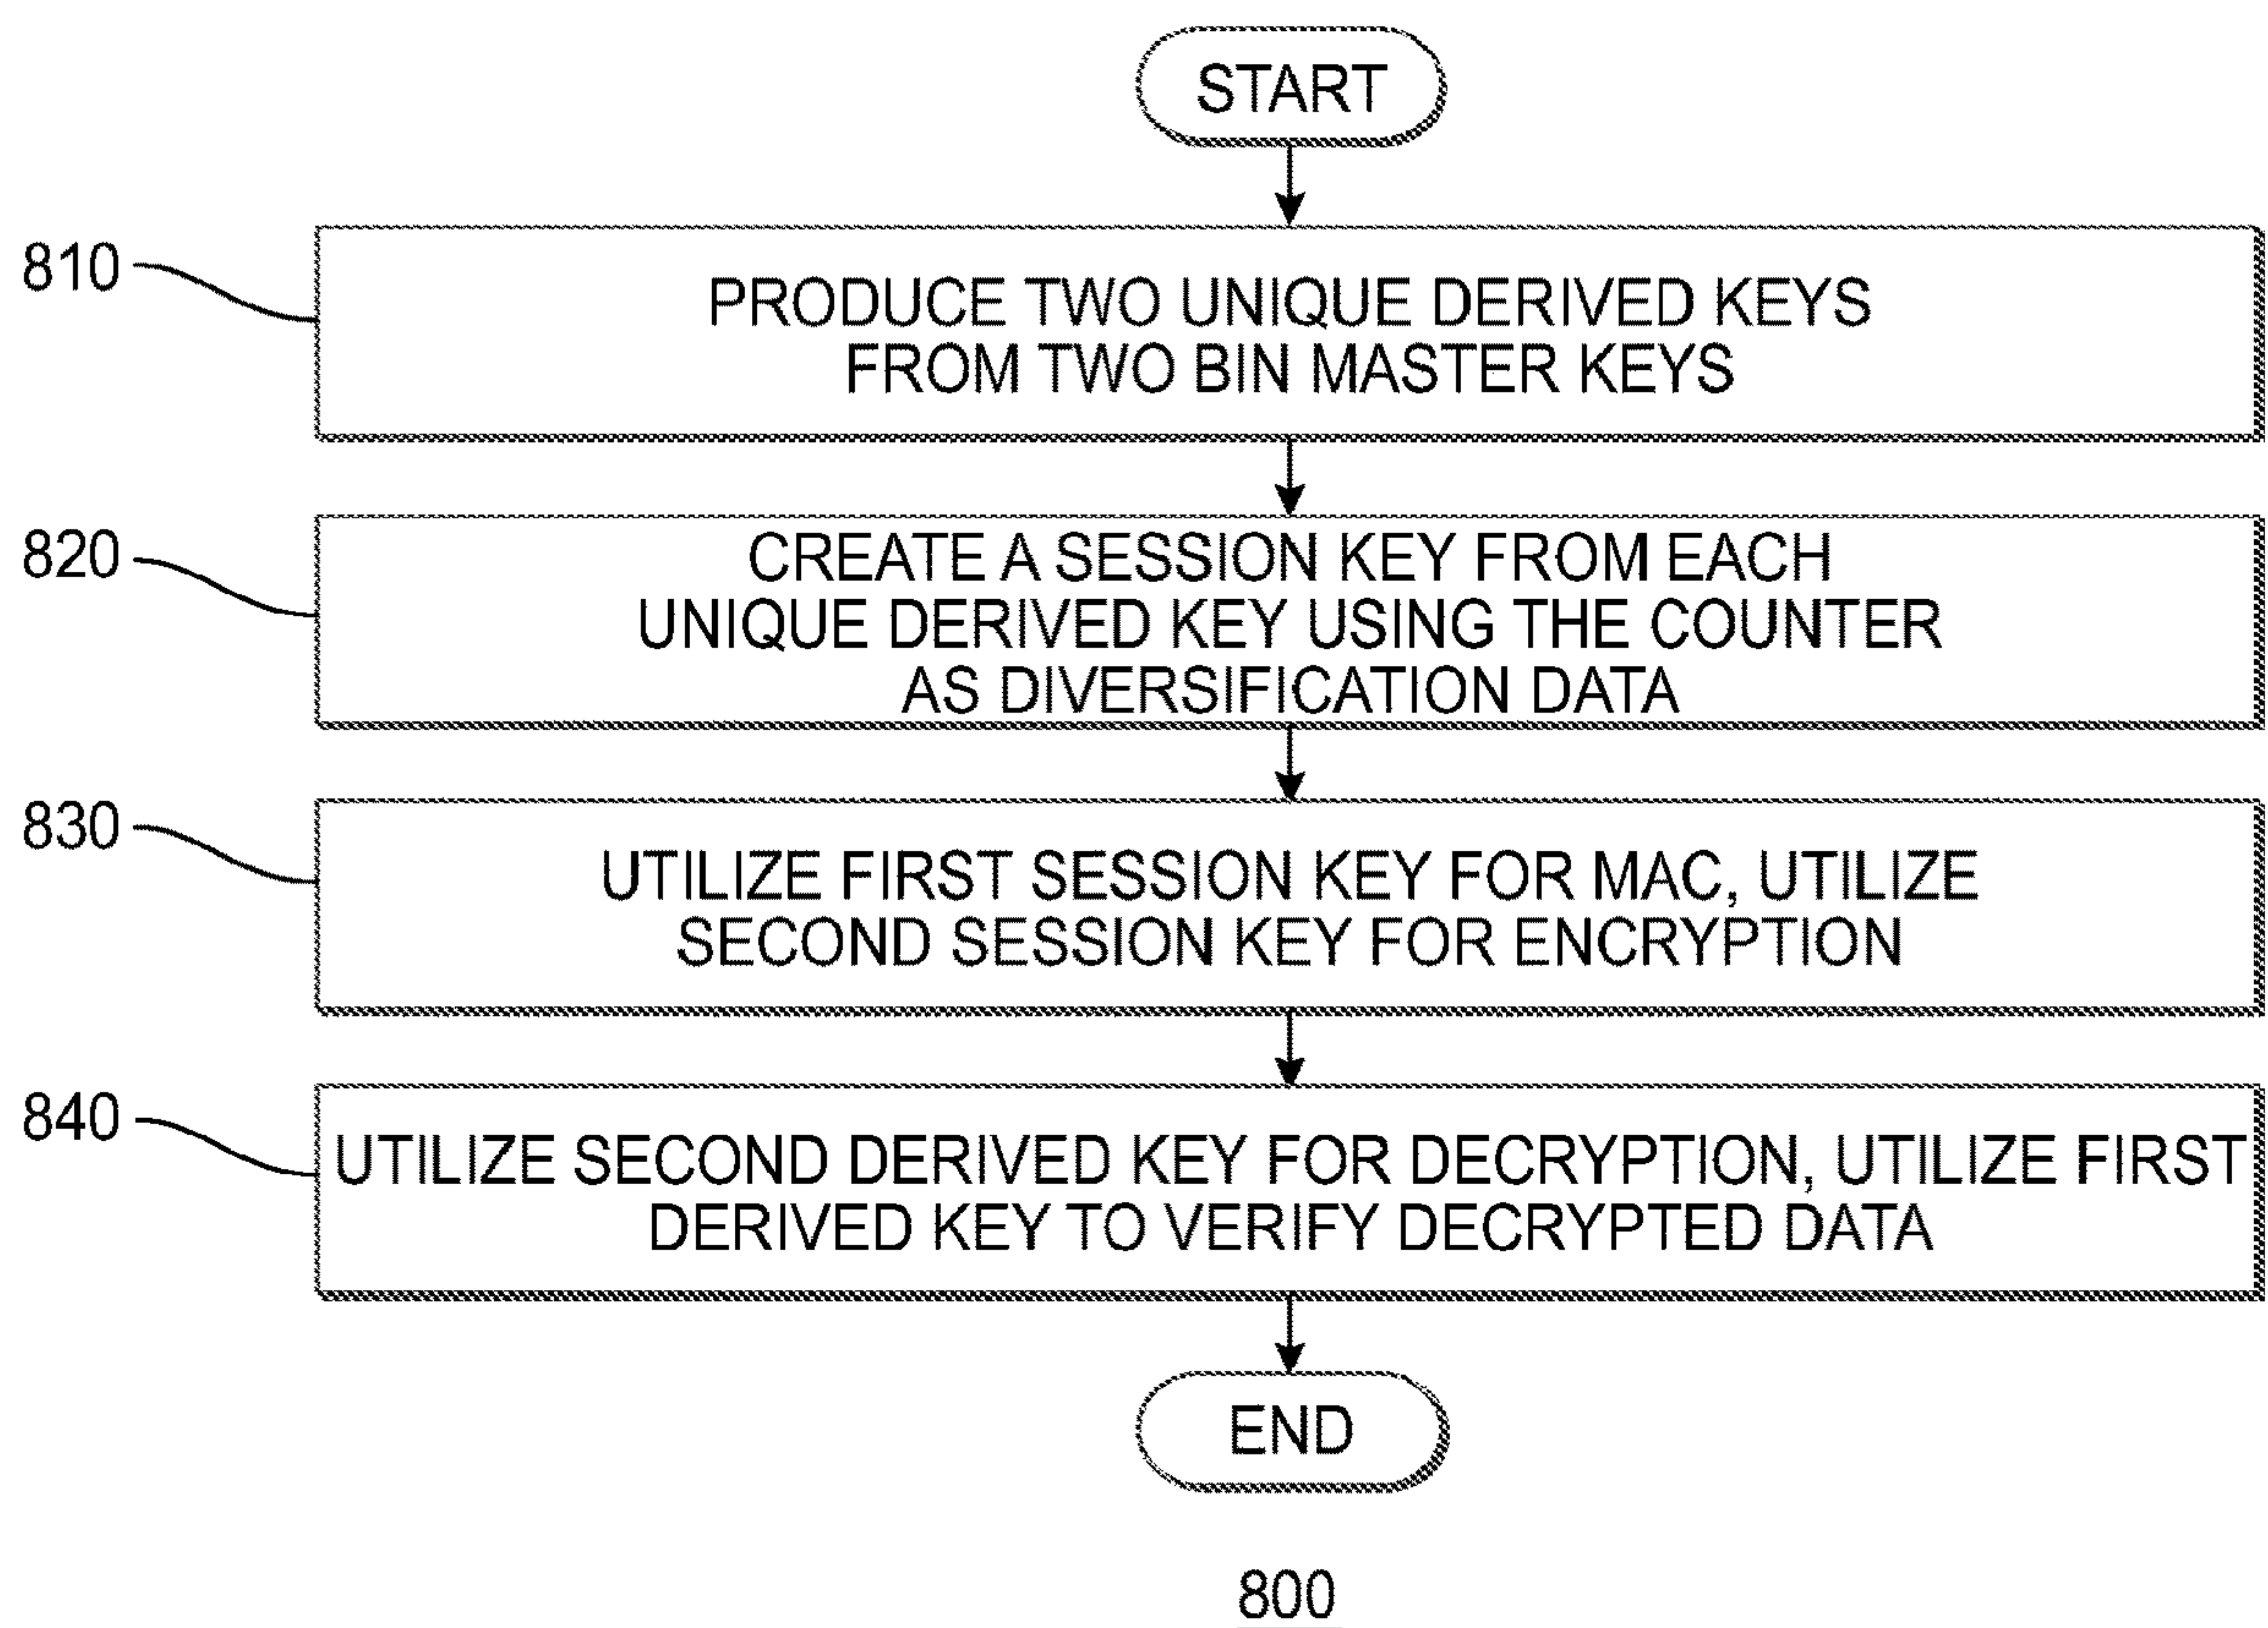 START
810
PRODUCE TWO UNIQUE DERIVED KEYS
FROM TWO BIN MASTER KEYS
820
CREATE A SESSION KEY FROM EACH
UNIQUE DERIVED KEY USING THE COUNTER
AS DIVERSIFICATION DATA
830
UTILIZE FIRST SESSION KEY FOR MAC, UTILIZE
SECOND SESSION KEY FOR ENCRYPTION
840
UTILIZE SECOND DERIVED KEY FOR DECRYPTION, UTILIZE FIRST
DERIVED KEY TO VERIFY DECRYPTED DATA
END
800